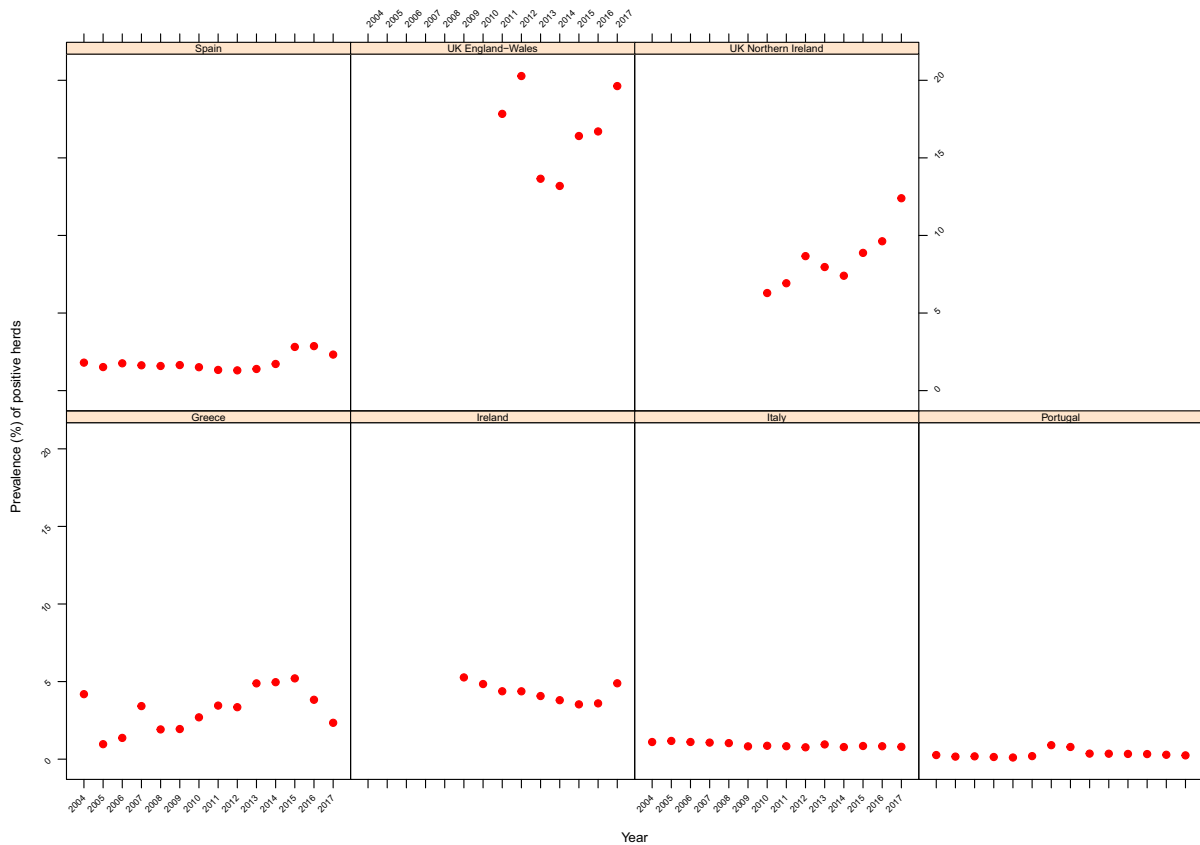 2004 2005 2006 2007 2008 2009 2010 2011 2012 2013 2014 2015 2016 2017
Spain UK England−Wales UK Northern Ireland
20
15
10
5
0
Prevalence (%) of positive herds
Greece Ireland Italy Portugal
20
15
10
5
0
2004 2005 2006 2007 2008 2009 2010 2011 2012 2013 2014 2015 2016 2017 2004 2005 2006 2007 2008 2009 2010 2011 2012 2013 2014 2015 2016 2017
Year